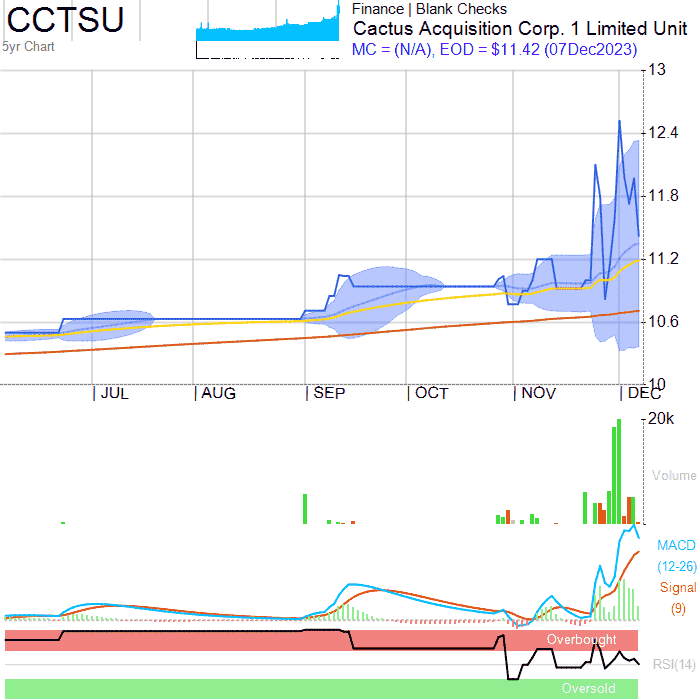 CCTSU
5yr Chart
Finance | Blank Checks
Cactus Acquisition Corp. 1 Limited Unit
MC = (N/A), EOD = $11.42 (07Dec2023)
13
12.4
11.8
11.2
10.6
10
JUL AUG SEP OCT NOV DEC
20k
Volume
MACD
(12-26)
Signal
(9)
Overbought
RSI(14)
Oversold